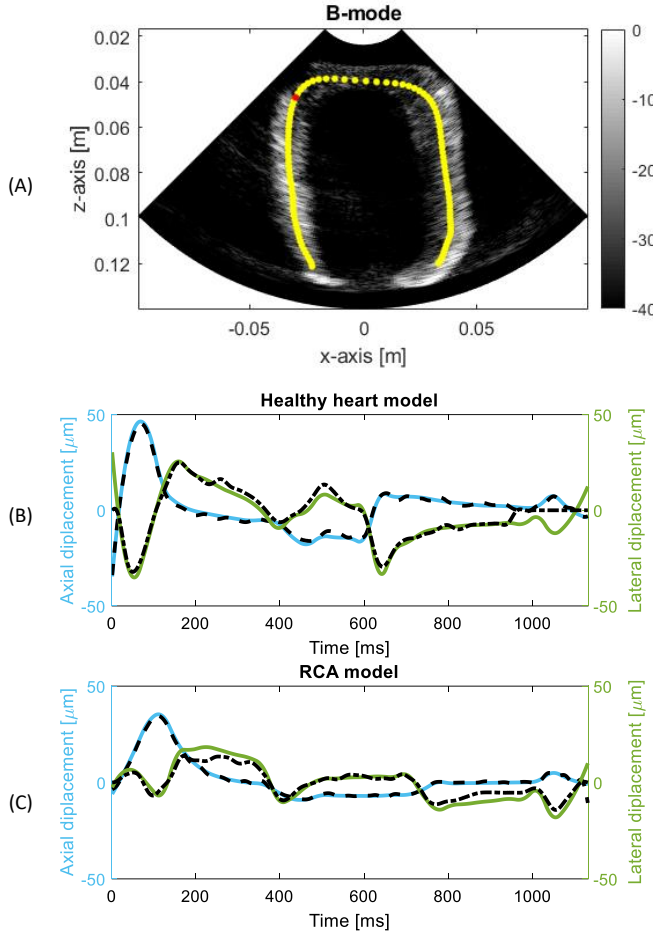 B-mode
(A)
z-axis [m]
0.02
0.04
0.06
0.08
0.1
0.12
-0.05
0
0.05
x-axis [m]
0
-10
-20
-30
-40
Healthy heart model
(B)
Axial diplacement [μm]
50
0
-50
0
200
400
600
800
1000
Time [ms]
50
0
-50
Lateral diplacement [μm]
RCA model
(C)
Axial diplacement [μm]
50
0
-50
0
200
400
600
800
1000
Time [ms]
50
0
-50
Lateral diplacement [μm]